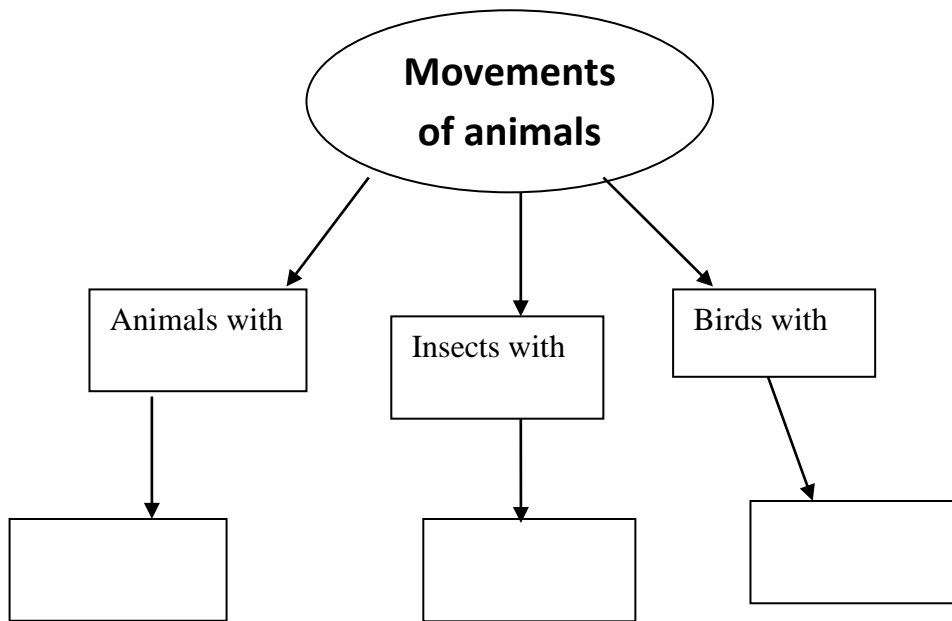 Movements
of animals
Animals with
Insects with
Birds with